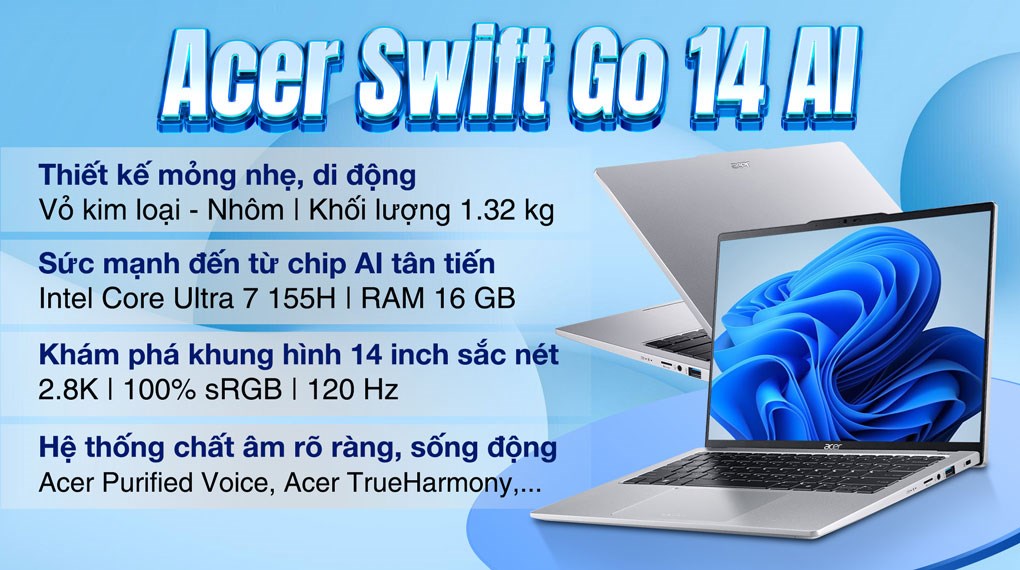 Acer Swift Go 14 AI
Thiết kế mỏng nhẹ, di động
Vỏ kim loại - Nhôm | Khối lượng 1.32 kg
Sức mạnh đến từ chip AI tân tiến
Intel Core Ultra 7 155H | RAM 16 GB
Khám phá khung hình 14 inch sắc nét
2.8K | 100% sRGB | 120 Hz
Hệ thống chất âm rõ ràng, sống động
Acer Purified Voice, Acer TrueHarmony,...
acer
acer